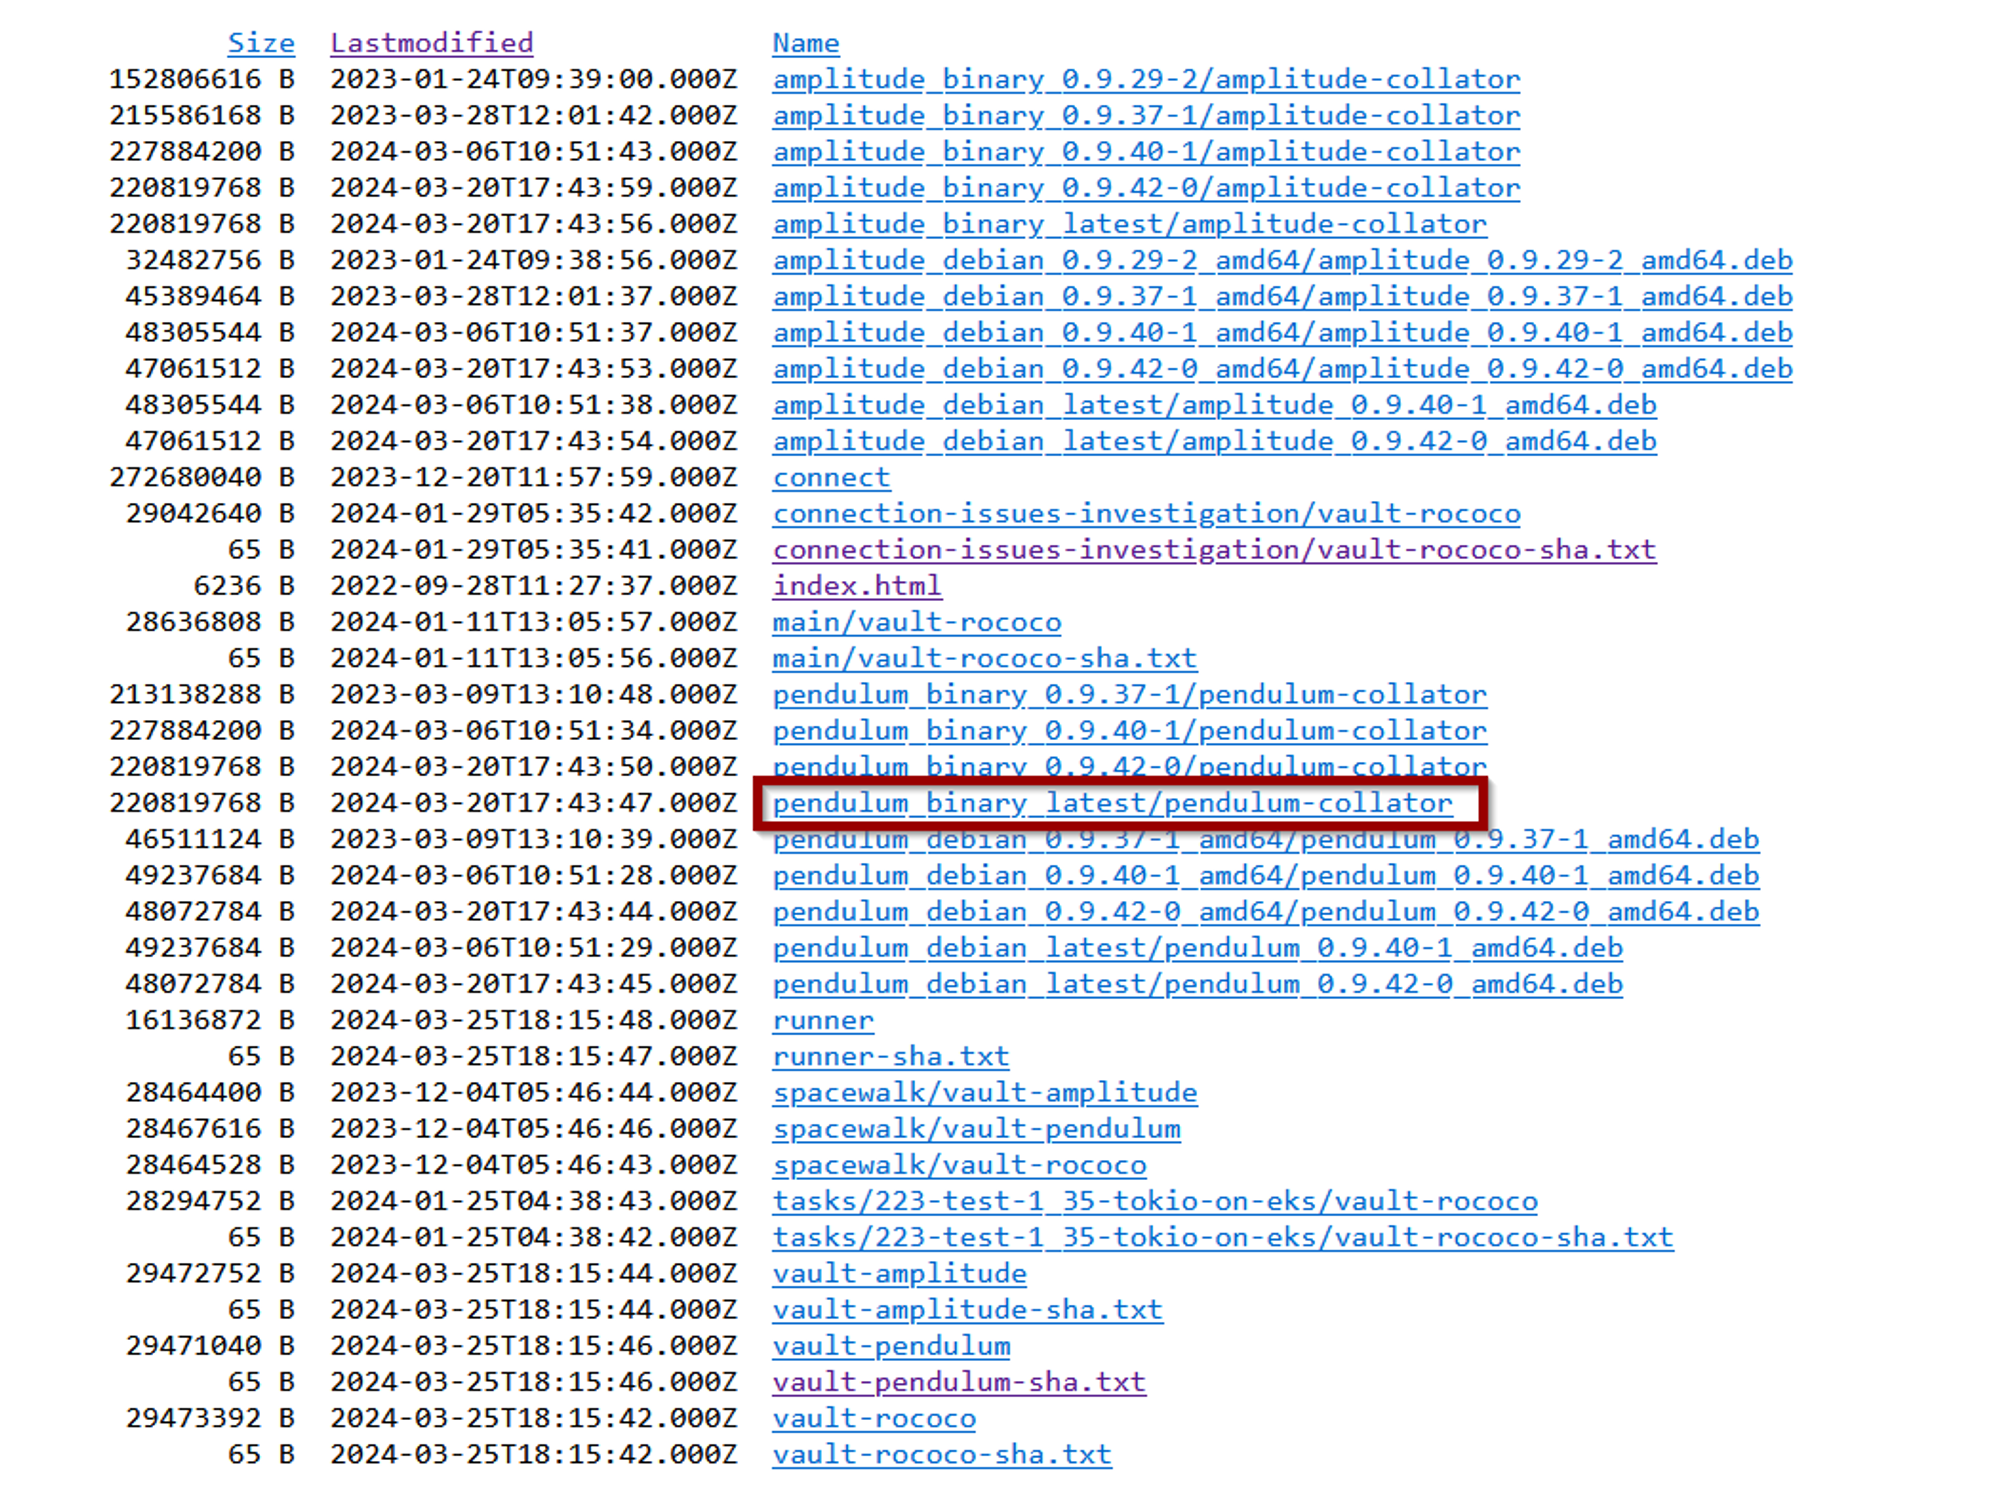 Size Lastmodified Name
152806616 B 2023-01-24T09:39:00.000Z amplitude_binary_0.9.29-2/amplitude-collator
215586168 B 2023-03-28T12:01:42.000Z amplitude_binary_0.9.37-1/amplitude-collator
227884200 B 2024-03-06T10:51:43.000Z amplitude_binary_0.9.40-1/amplitude-collator
220819768 B 2024-03-20T17:43:59.000Z amplitude_binary_0.9.42-0/amplitude-collator
220819768 B 2024-03-20T17:43:56.000Z amplitude_binary_latest/amplitude-collator
32482756 B 2023-01-24T09:38:56.000Z amplitude_debian_0.9.29-2_amd64/amplitude_0.9.29-2_amd64.deb
45389464 B 2023-03-28T12:01:37.000Z amplitude_debian_0.9.37-1_amd64/amplitude_0.9.37-1_amd64.deb
48305544 B 2024-03-06T10:51:37.000Z amplitude_debian_0.9.40-1_amd64/amplitude_0.9.40-1_amd64.deb
47061512 B 2024-03-20T17:43:53.000Z amplitude_debian_0.9.42-0_amd64/amplitude_0.9.42-0_amd64.deb
48305544 B 2024-03-06T10:51:38.000Z amplitude_debian_latest/amplitude_0.9.40-1_amd64.deb
47061512 B 2024-03-20T17:43:54.000Z amplitude_debian_latest/amplitude_0.9.42-0_amd64.deb
272680040 B 2023-12-20T11:57:59.000Z connect
29042640 B 2024-01-29T05:35:42.000Z connection-issues-investigation/vault-rococo
65 B 2024-01-29T05:35:41.000Z connection-issues-investigation/vault-rococo-sha.txt
6236 B 2022-09-28T11:27:37.000Z index.html
28636808 B 2024-01-11T13:05:57.000Z main/vault-rococo
65 B 2024-01-11T13:05:56.000Z main/vault-rococo-sha.txt
213138288 B 2023-03-09T13:10:48.000Z pendulum_binary_0.9.37-1/pendulum-collator
227884200 B 2024-03-06T10:51:34.000Z pendulum_binary_0.9.40-1/pendulum-collator
220819768 B 2024-03-20T17:43:50.000Z pendulum_binary_0.9.42-0/pendulum-collator
220819768 B 2024-03-20T17:43:47.000Z pendulum_binary_latest/pendulum-collator
46511124 B 2023-03-09T13:10:39.000Z pendulum_debian_0.9.37-1_amd64/pendulum_0.9.37-1_amd64.deb
49237684 B 2024-03-06T10:51:28.000Z pendulum_debian_0.9.40-1_amd64/pendulum_0.9.40-1_amd64.deb
48072784 B 2024-03-20T17:43:44.000Z pendulum_debian_0.9.42-0_amd64/pendulum_0.9.42-0_amd64.deb
49237684 B 2024-03-06T10:51:29.000Z pendulum_debian_latest/pendulum_0.9.40-1_amd64.deb
48072784 B 2024-03-20T17:43:45.000Z pendulum_debian_latest/pendulum_0.9.42-0_amd64.deb
16136872 B 2024-03-25T18:15:48.000Z runner
65 B 2024-03-25T18:15:47.000Z runner-sha.txt
28464400 B 2023-12-04T05:46:44.000Z spacewalk/vault-amplitude
28467616 B 2023-12-04T05:46:46.000Z spacewalk/vault-pendulum
28464528 B 2023-12-04T05:46:43.000Z spacewalk/vault-rococo
28294752 B 2024-01-25T04:38:43.000Z tasks/223-test-1_35-tokio-on-eks/vault-rococo
65 B 2024-01-25T04:38:42.000Z tasks/223-test-1_35-tokio-on-eks/vault-rococo-sha.txt
29472752 B 2024-03-25T18:15:44.000Z vault-amplitude
65 B 2024-03-25T18:15:44.000Z vault-amplitude-sha.txt
29471040 B 2024-03-25T18:15:46.000Z vault-pendulum
65 B 2024-03-25T18:15:46.000Z vault-pendulum-sha.txt
29473392 B 2024-03-25T18:15:42.000Z vault-rococo
65 B 2024-03-25T18:15:42.000Z vault-rococo-sha.txt